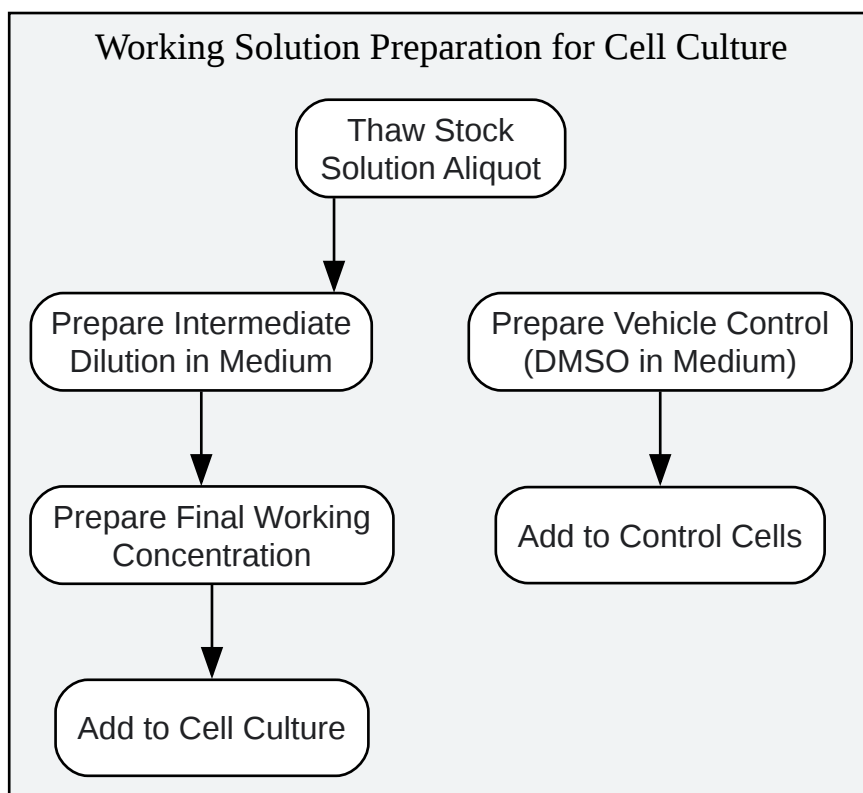 Working Solution Preparation for Cell Culture
Thaw Stock
Solution Aliquot
Prepare Intermediate
Dilution in Medium
Prepare Vehicle Control
(DMSO in Medium)
Prepare Final Working
Concentration
Add to Control Cells
Add to Cell Culture